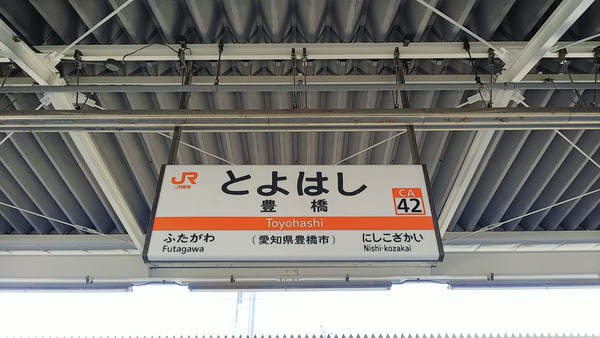 JR
JR東海
とよはし
豊橋
CA
42
Toyohashi
ふたがわ
Futagawa
(愛知県豊橋市)
にしこざかい
Nishi-kozakai